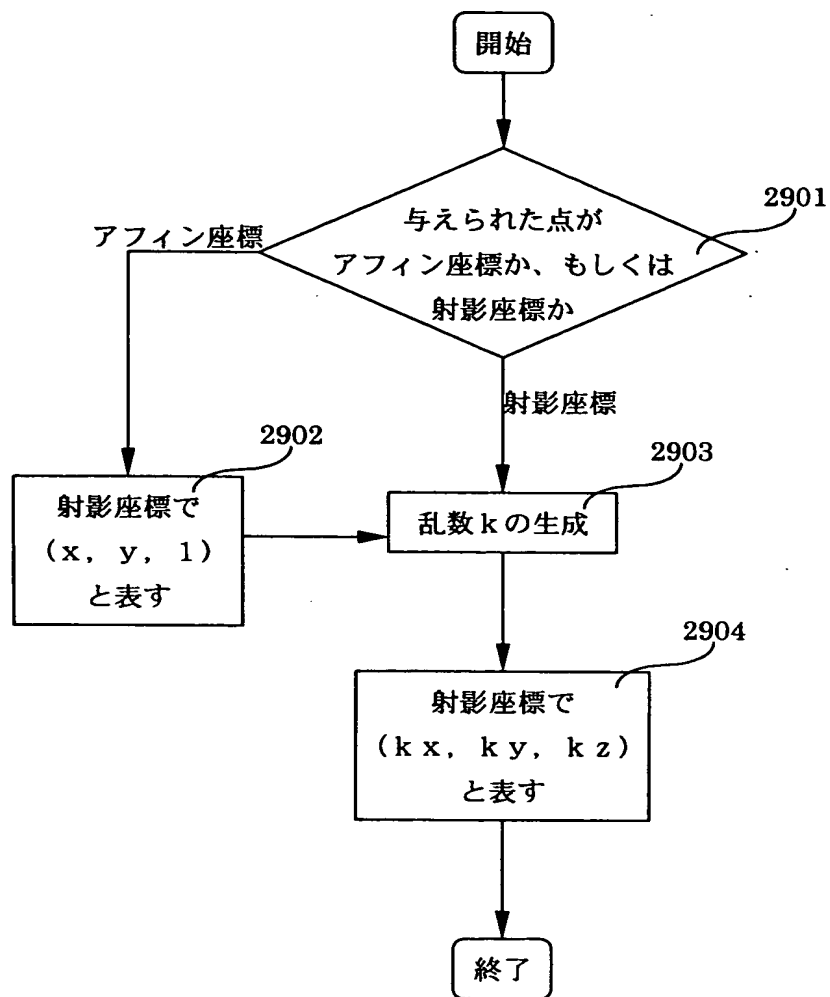 開始
2901
与えられた点が
アフィン座標か、もしくは
射影座標か
アフィン座標
射影座標
2902
射影座標で
(x, y, 1)
と表す
2903
乱数kの生成
2904
射影座標で
(kx, ky, kz)
と表す
終了